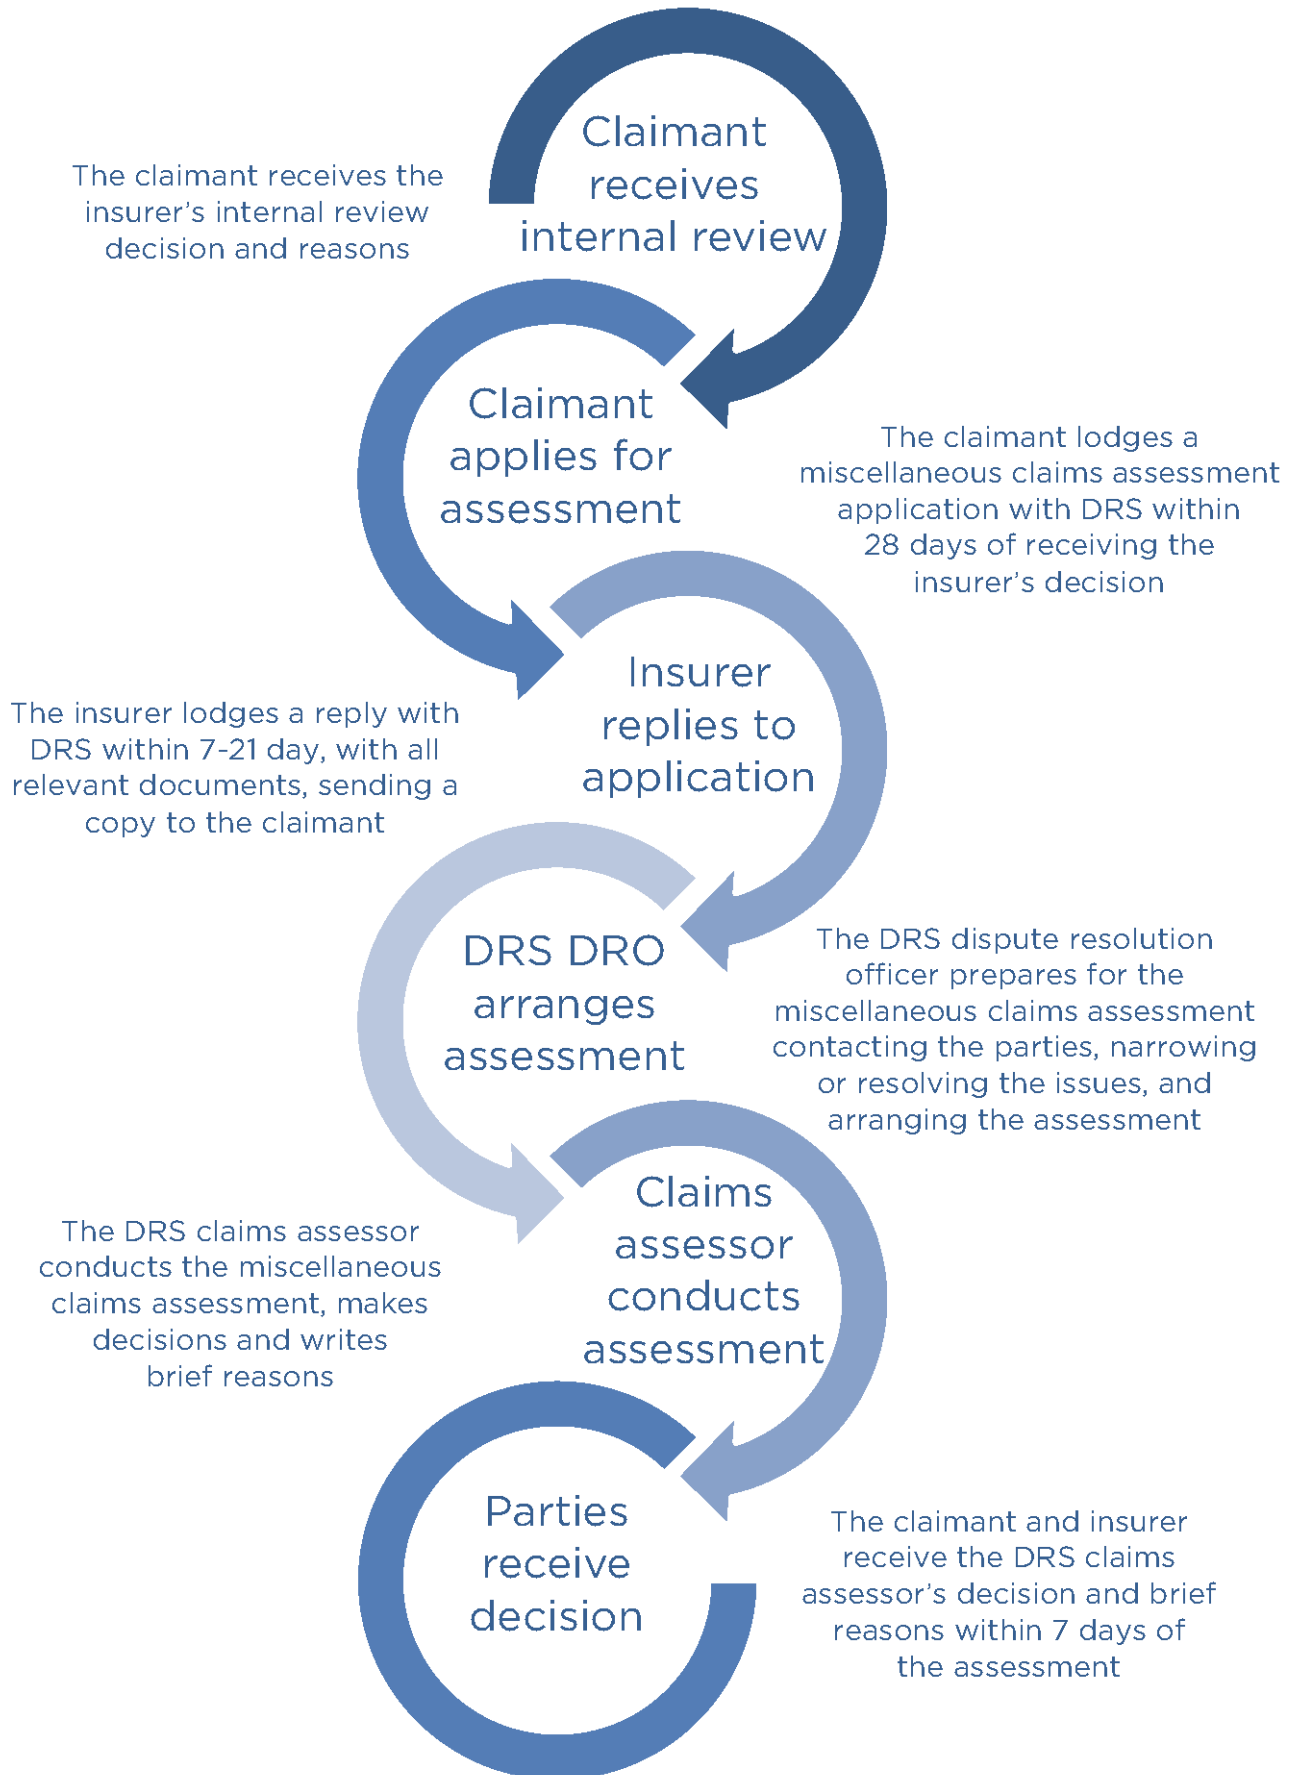 Claimant
receives
internal review
The claimant receives the
insurer's internal review
decision and reasons
Claimant
applies for
assessment
The claimant lodges a
miscellaneous claims assessment
application with DRS within
28 days of receiving the
insurer's decision
Insurer
replies to
application
The insurer lodges a reply with
DRS within 7-21 day, with all
relevant documents, sending a
copy to the claimant
DRS DRO
arranges
assessment
The DRS dispute resolution
officer prepares for the
miscellaneous claims assessment
contacting the parties, narrowing
or resolving the issues, and
arranging the assessment
Claims
assessor
conducts
assessment
The DRS claims assessor
conducts the miscellaneous
claims assessment, makes
decisions and writes
brief reasons
Parties
receive
decision
The claimant and insurer
receive the DRS claims
assessor's decision and brief
reasons within 7 days of
the assessment